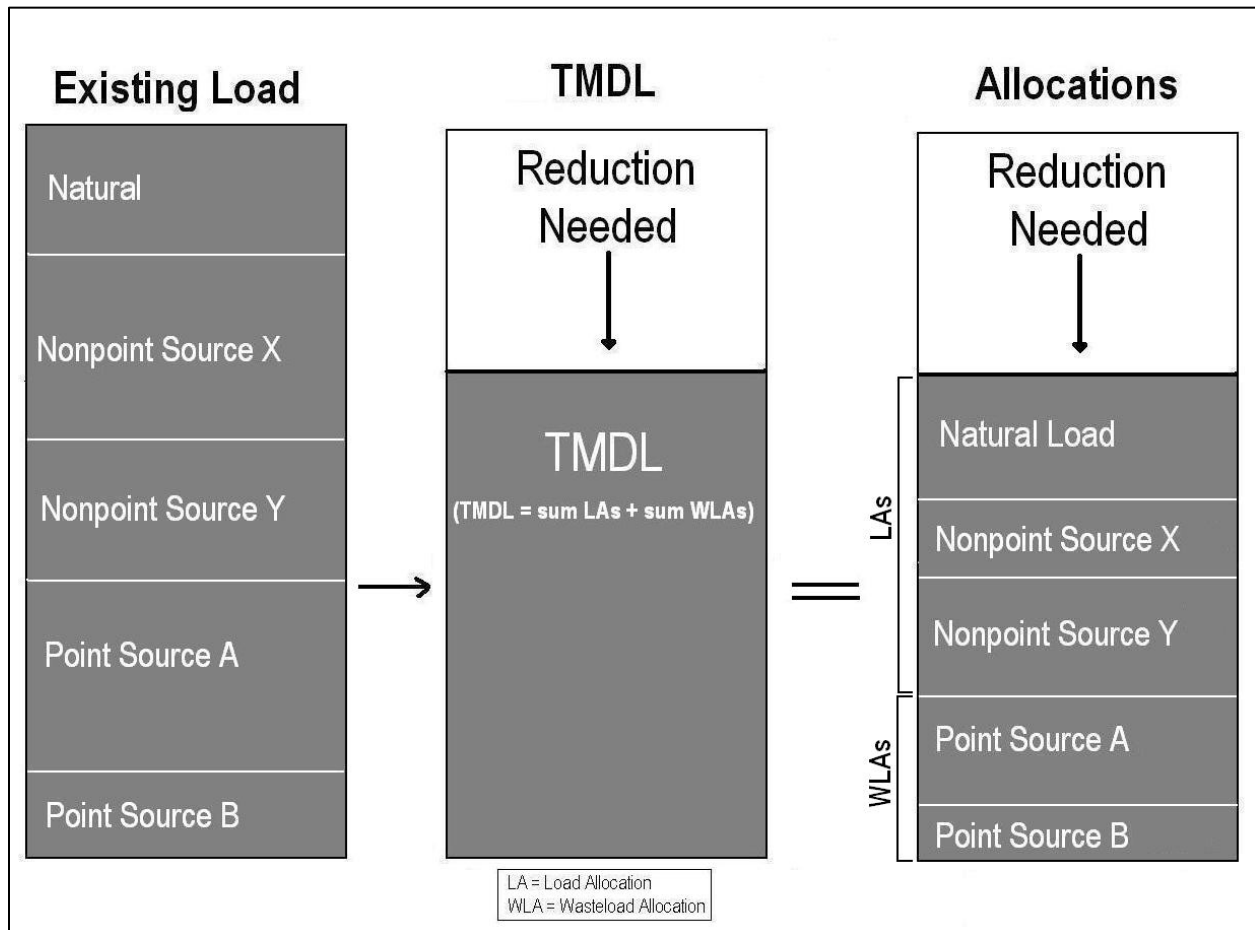 Existing Load
Natural
Nonpoint Source X
Nonpoint Source Y
Point Source A
Point Source B
TMDL
Reduction
Needed
TMDL
(TMDL = sum LAs + sum WLAs)
=
Allocations
Reduction
Needed
LAs
Natural Load
Nonpoint Source X
Nonpoint Source Y
WLAs
Point Source A
Point Source B
LA = Load Allocation
WLA = Wasteload Allocation